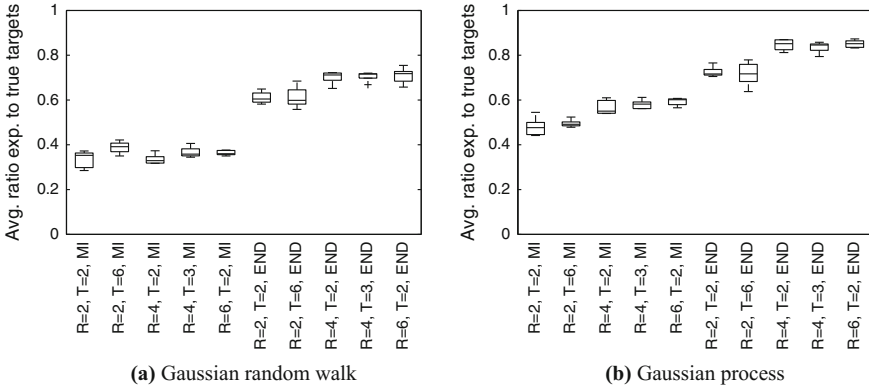 Avg. ratio exp. to true targets
1
0.8
0.6
0.4
0.2
0
R=2, T=2, MI
R=2, T=6, MI
R=4, T=2, MI
R=4, T=3, MI
R=6, T=2, MI
R=2, T=2, END
R=2, T=6, END
R=4, T=2, END
R=4, T=3, END
R=6, T=2, END
(a) Gaussian random walk
Avg. ratio exp. to true targets
1
0.8
0.6
0.4
0.2
0
R=2, T=2, MI
R=2, T=6, MI
R=4, T=2, MI
R=4, T=3, MI
R=6, T=2, MI
R=2, T=2, END
R=2, T=6, END
R=4, T=2, END
R=4, T=3, END
R=6, T=2, END
(b) Gaussian process